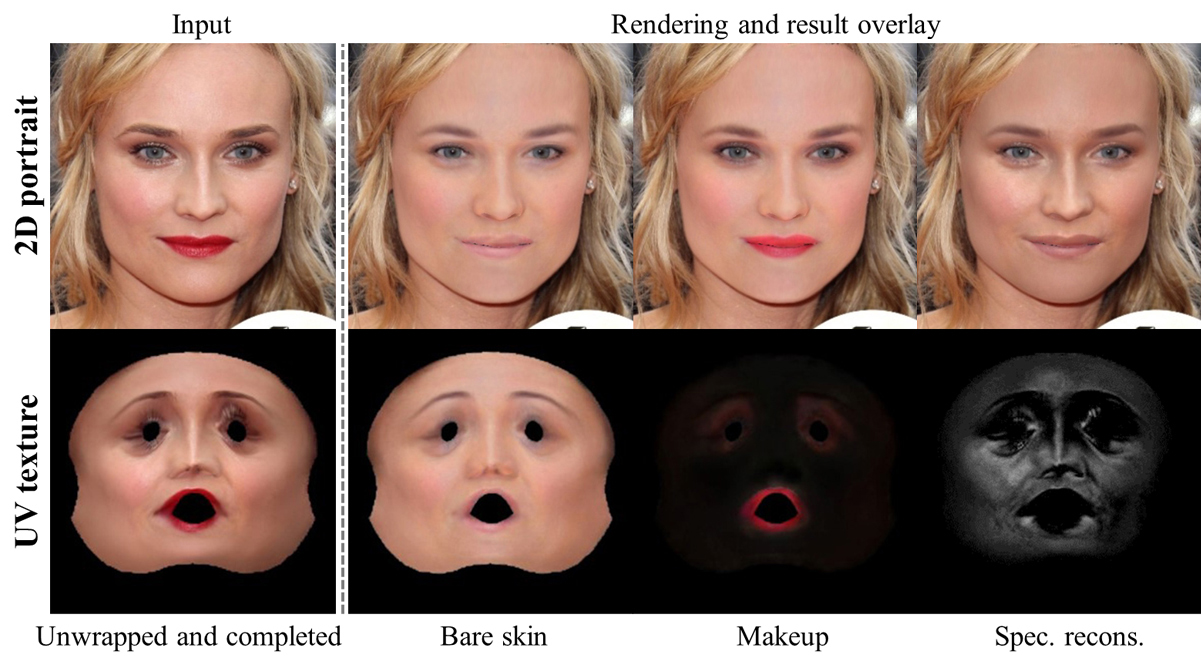 Input
Rendering and result overlay
2D portrait
UV texture
Unwrapped and completed
Bare skin
Makeup
Spec. recons.